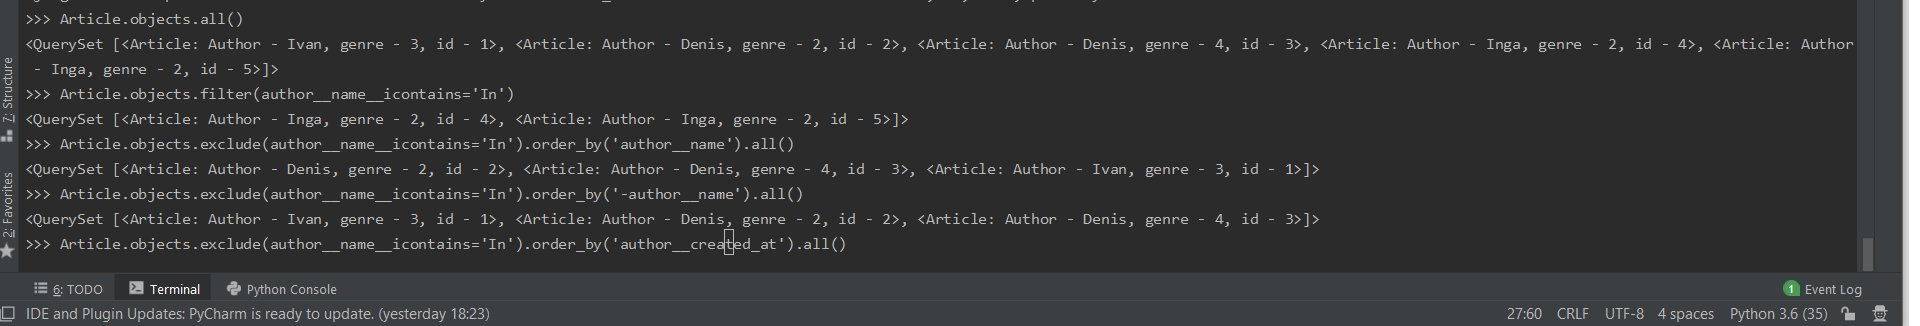 >>> Article.objects.all()
<QuerySet [<Article: Author - Ivan, genre - 3, id - 1>, <Article: Author - Denis, genre - 2, id - 2>, <Article: Author - Denis, genre - 4, id - 3>, <Article: Author - Inga, genre - 2, id - 4>, <Article: Author
- Inga, genre - 2, id - 5>]>
>>> Article.objects.filter(author__name__icontains='In')
<QuerySet [<Article: Author - Inga, genre - 2, id - 4>, <Article: Author - Inga, genre - 2, id - 5>]>
>>> Article.objects.exclude(author__name__icontains='In').order_by('author__name').all()
<QuerySet [<Article: Author - Denis, genre - 2, id - 2>, <Article: Author - Denis, genre - 4, id - 3>, <Article: Author - Ivan, genre - 3, id - 1>]>
>>> Article.objects.exclude(author__name__icontains='In').order_by('-author__name').all()
<QuerySet [<Article: Author - Ivan, genre - 3, id - 1>, <Article: Author - Denis, genre - 2, id - 2>, <Article: Author - Denis, genre - 4, id - 3>]>
>>> Article.objects.exclude(author__name__icontains='In').order_by('author__created_at').all()
7: Structure
2: Favorites
6: TODO
Terminal
Python Console
1 Event Log
IDE and Plugin Updates: PyCharm is ready to update. (yesterday 18:23)
27:60 CRLF UTF-8 4 spaces Python 3.6 (35)